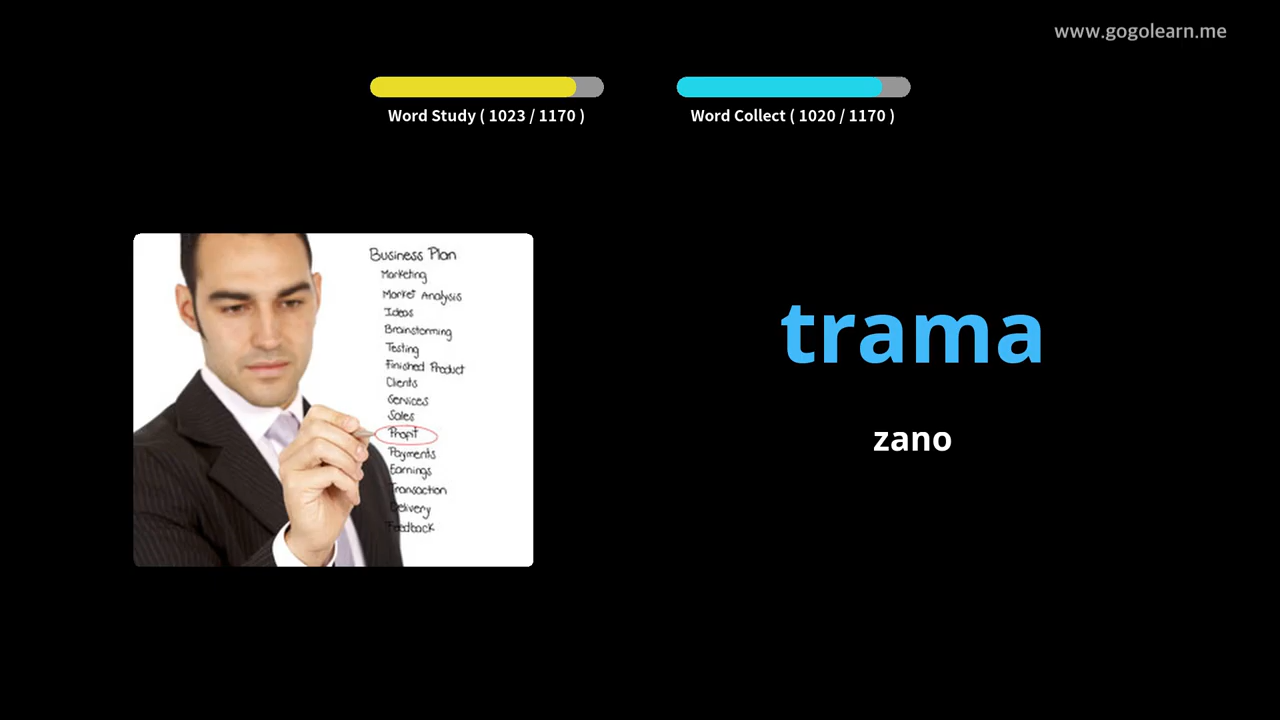 www.gogolearn.me
Word Study ( 1023 / 1170 )
Word Collect ( 1020 / 1170 )
Business Plan
Marketing
Market Analysis
Ideas
Brainstorming
Testing
Finished Product
Clients
Services
Sales
Profit
Payments
Earnings
Transaction
Delivery
Feedback
trama
zano